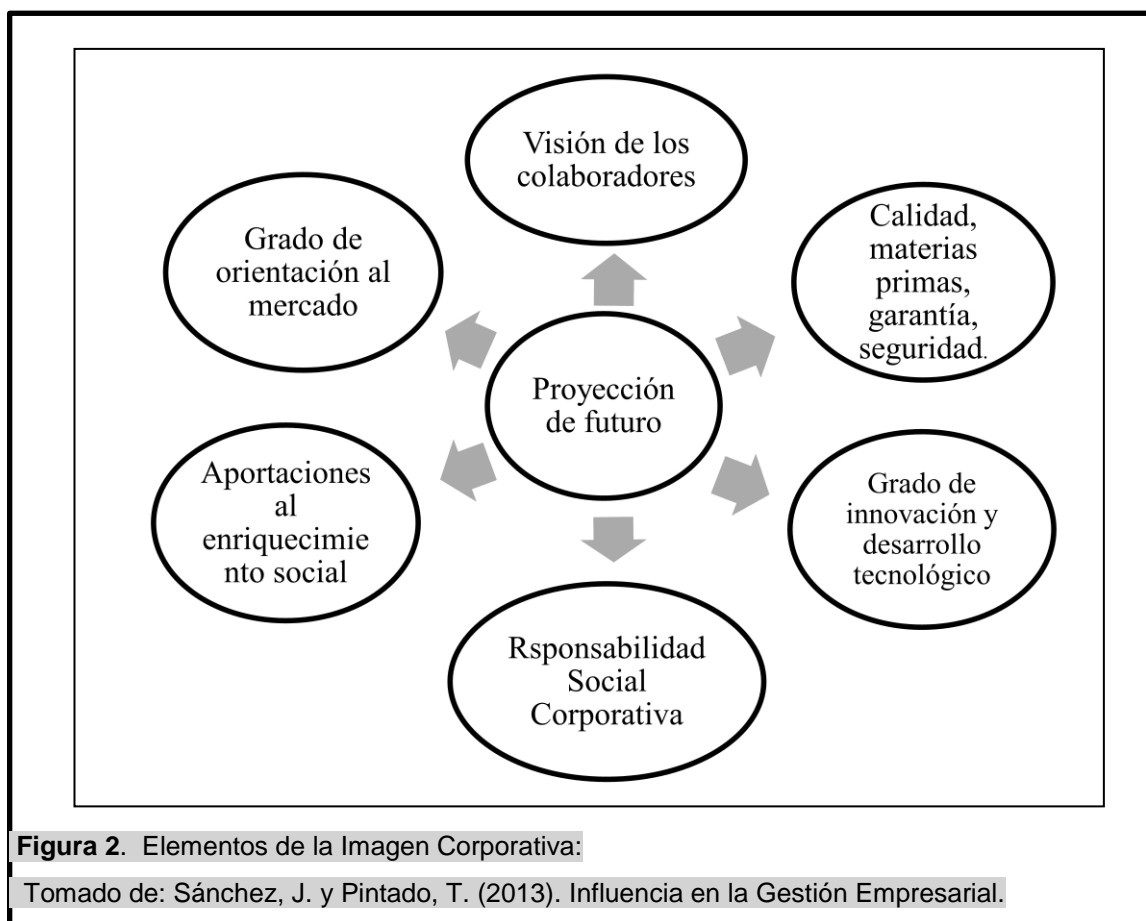 Visión de los
colaboradores
Calidad,
materias
primas,
garantía,
seguridad.
Grado de
orientación al
mercado
Proyección
de futuro
Aportaciones
al
enriquecimie
nto social
Grado de
innovación y
desarrollo
tecnológico
Rsponsabilidad
Social
Corporativa
Figura 2. Elementos de la Imagen Corporativa:
Tomado de: Sánchez, J. y Pintado, T. (2013). Influencia en la Gestión Empresarial.